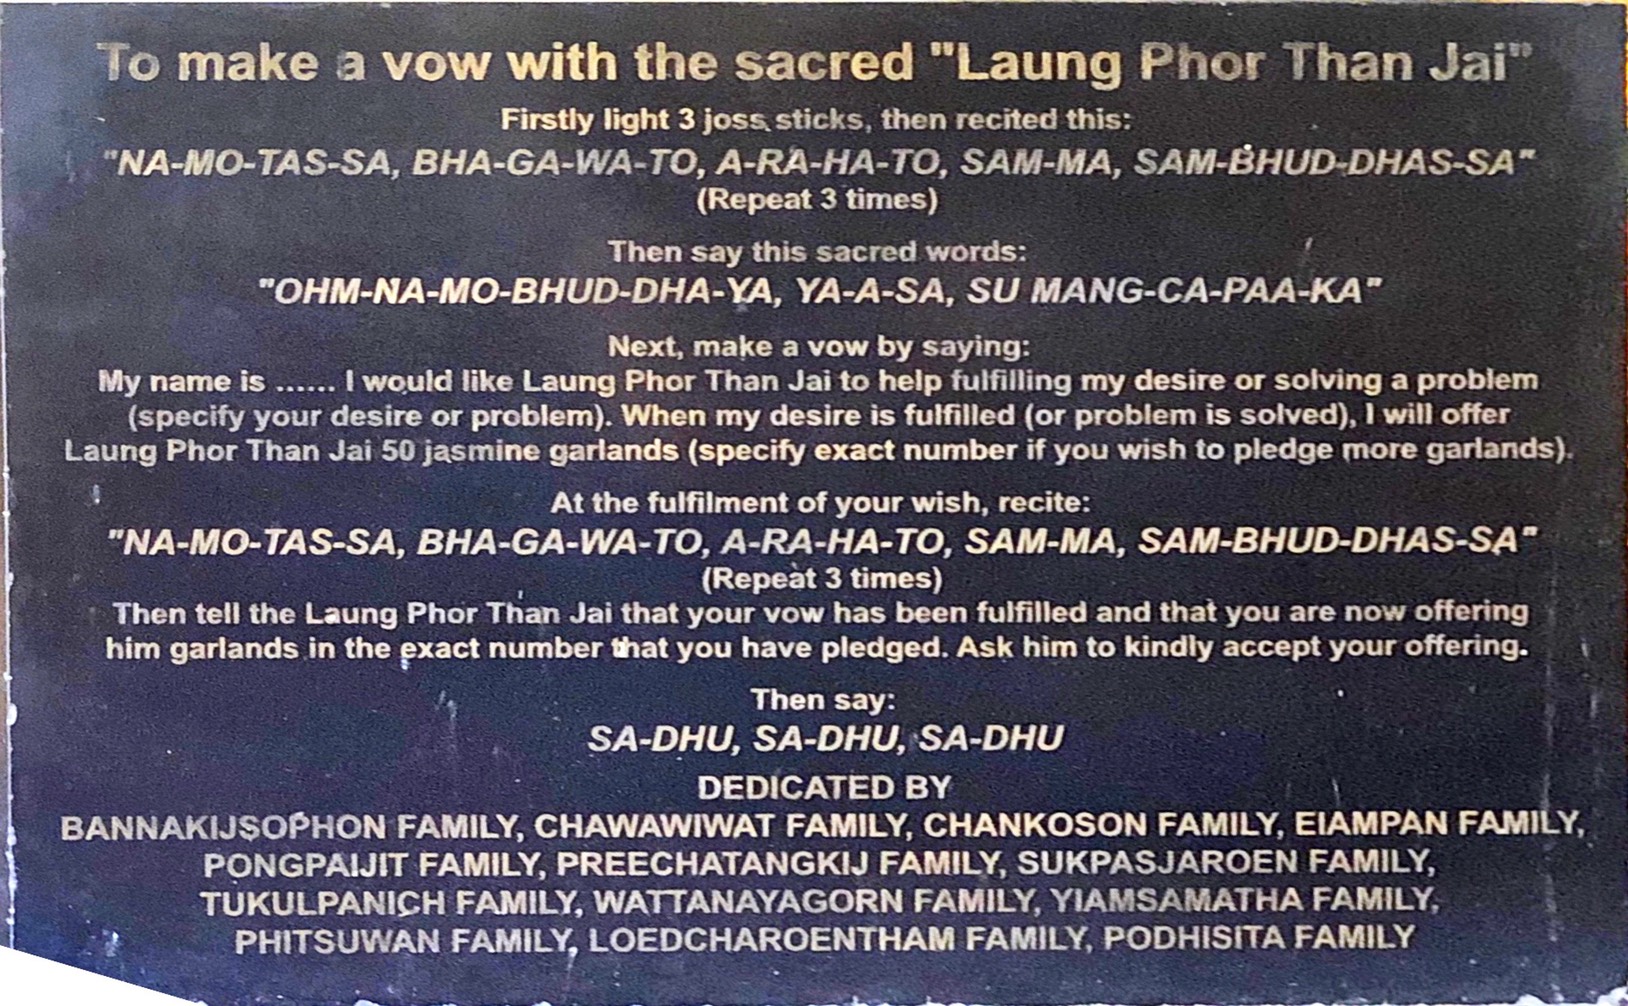 To make a vow with the sacred "Laung Phor Than Jai"
Firstly light 3 joss sticks, then recited this:
"NA-MO-TAS-SA, BHA-GA-WA-TO, A-RA-HA-TO, SAM-MA, SAM-BHUD-DHAS-SA"
(Repeat 3 times)
Then say this sacred words:
"OHM-NA-MO-BHUD-DHA-YA, YA-A-SA, SU MANG-CA-PAA-KA"
Next, make a vow by saying:
My name is ...... I would like Laung Phor Than Jai to help fulfilling my desire or solving a problem
(specify your desire or problem). When my desire is fulfilled (or problem is solved), I will offer
Laung Phor Than Jai 50 jasmine garlands (specify exact number if you wish to pledge more garlands).
At the fulfilment of your wish, recite:
"NA-MO-TAS-SA, BHA-GA-WA-TO, A-RA-HA-TO, SAM-MA, SAM-BHUD-DHAS-SA"
(Repeat 3 times)
Then tell the Laung Phor Than Jai that your vow has been fulfilled and that you are now offering
him garlands in the exact number that you have pledged. Ask him to kindly accept your offering.
Then say:
SA-DHU, SA-DHU, SA-DHU
DEDICATED BY
BANNAKIJSOPHON FAMILY, CHAWAWIWAT FAMILY, CHANKOSON FAMILY, EIAMPAN FAMILY,
PONGPAIJIT FAMILY, PREECHATANGKIJ FAMILY, SUKPASJAROEN FAMILY,
TUKULPANICH FAMILY, WATTANAYAGORN FAMILY, YIAMSAMATHA FAMILY,
PHITSUWAN FAMILY, LOEDCHAROENTHAM FAMILY, PODHISITA FAMILY